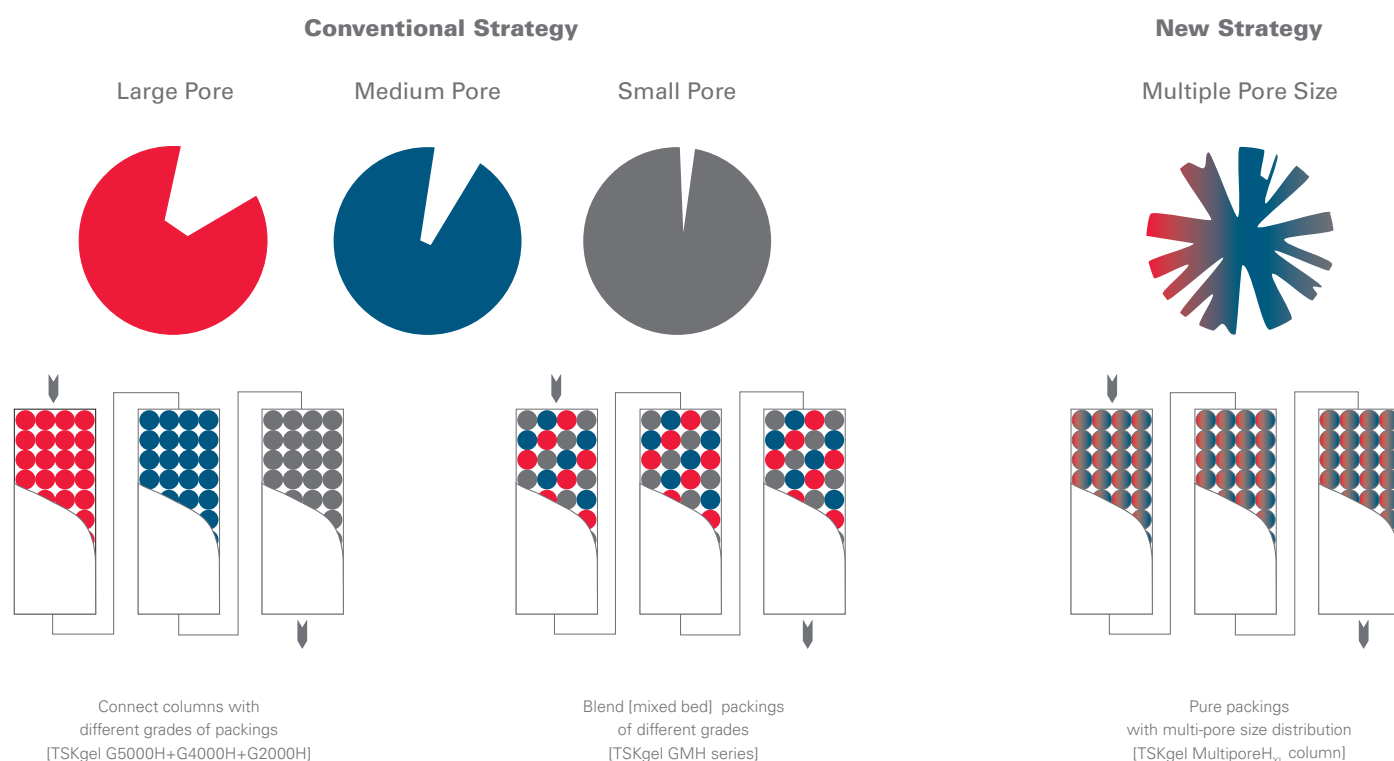 Conventional Strategy
New Strategy
Large Pore
Medium Pore
Small Pore
Multiple Pore Size
Connect columns with
different grades of packings
[TSKgel G5000H+G4000H+G2000H]
Blend [mixed bed] packings
of different grades
[TSKgel GMH series]
Pure packings
with multi-pore size distribution
[TSKgel MultiporeHXL column]